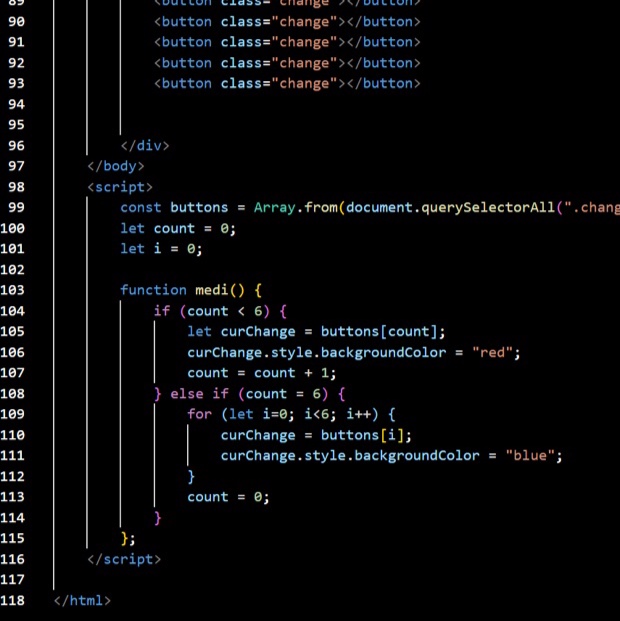 89 <button class="change"></button>
90 <button class="change"></button>
91 <button class="change"></button>
92 <button class="change"></button>
93 <button class="change"></button>
94
95
96 </div>
97 </body>
98 <script>
99 const buttons = Array.from(document.querySelectorAll(".chang
100 let count = 0;
101 let i = 0;
102
103 function medi() {
104 if (count < 6) {
105 let curChange = buttons[count];
106 curChange.style.backgroundColor = "red";
107 count = count + 1;
108 } else if (count = 6) {
109 for (let i=0; i<6; i++) {
110 curChange = buttons[i];
111 curChange.style.backgroundColor = "blue";
112 }
113 count = 0;
114 }
115 };
116 </script>
117
118 </html>